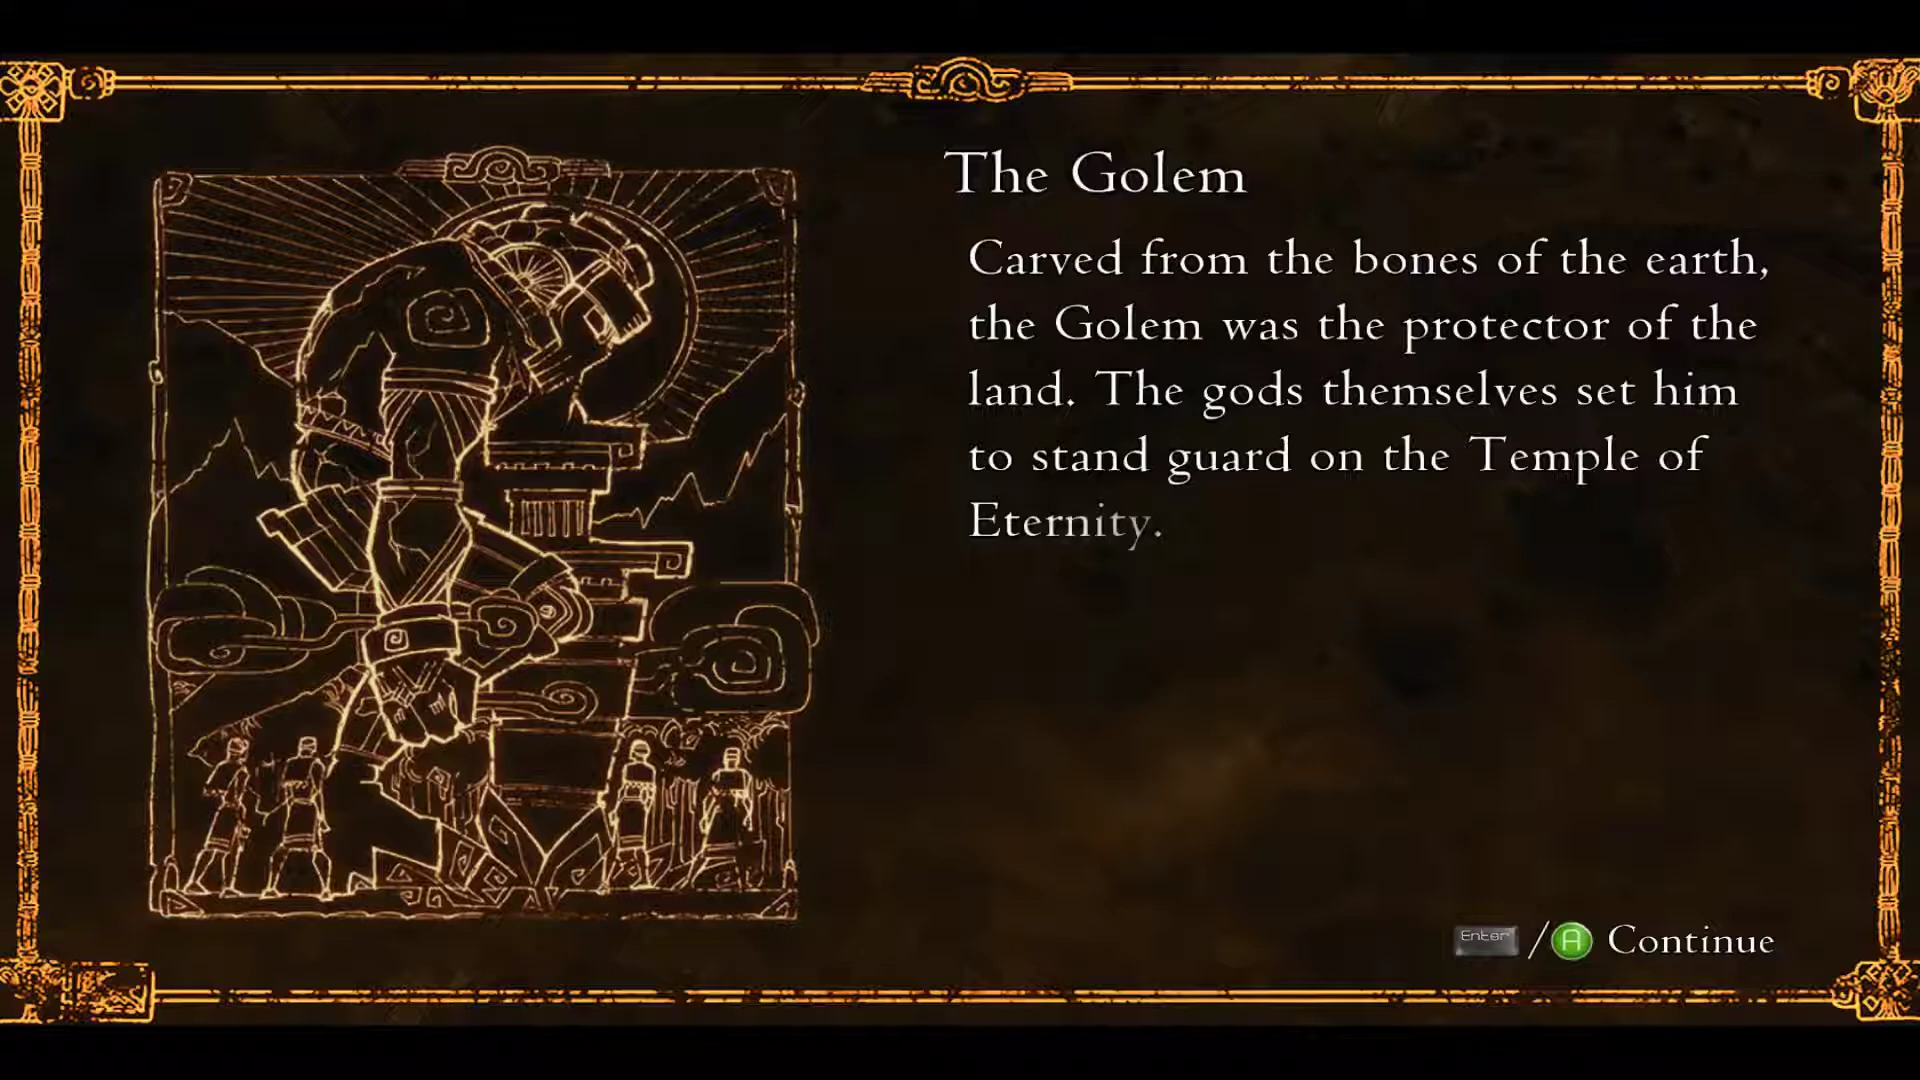 The Golem
Carved from the bones of the earth,
the Golem was the protector of the
land. The gods themselves set him
to stand guard on the Temple of
Eternity.
Enter / A Continue